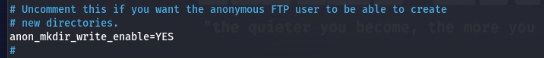 # Uncomment this if you want the anonymous FTP user to be able to create
# new directories.
"the quieter you become, the more you
anon_mkdir_write_enable=YES
#